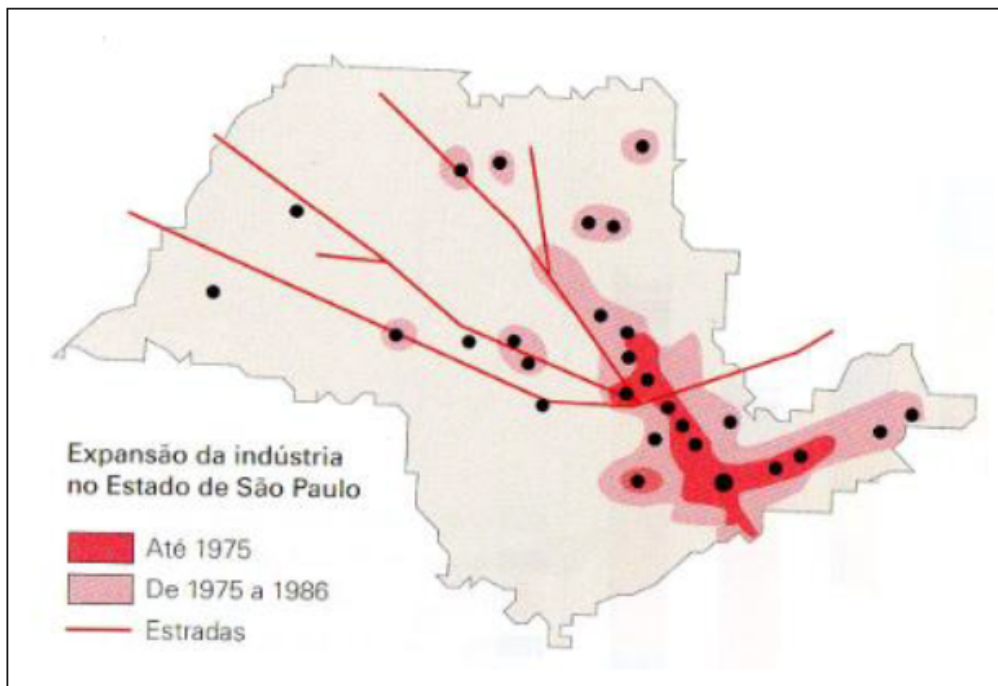 Expansão da indústria
no Estado de São Paulo
Até 1975
De 1975 a 1986
Estradas